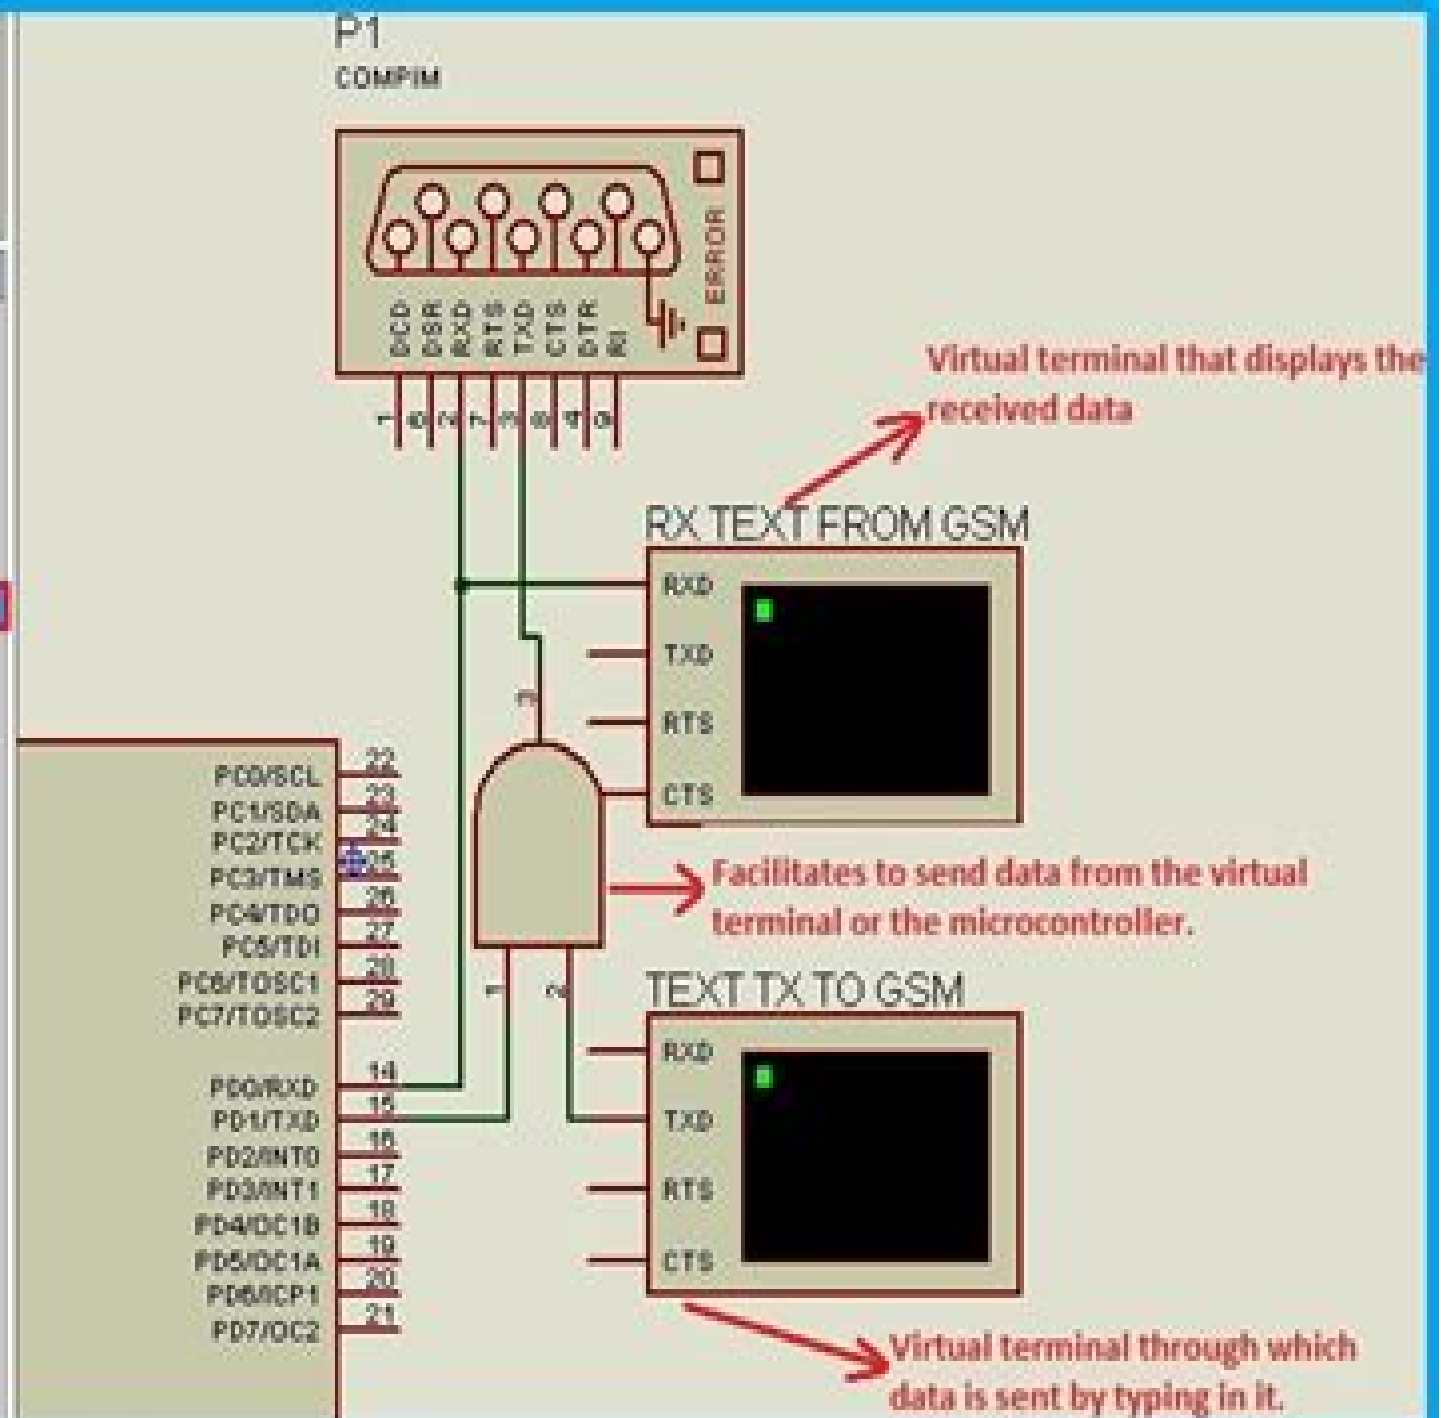 P1
COMPIM
ERROR
DCD
DSR
RXD
RTS
TXD
CTS
DTR
RI
1
6
2
7
3
8
4
9
Virtual terminal that displays the
received data
RX TEXT FROM GSM
RXD
TXD
RTS
CTS
3
PC0/SCL 22
PC1/SDA 23
PC2/TCK 24
PC3/TMS 25
PC4/TDO 26
PC5/TDI 27
PC6/TOSC1 28
PC7/TOSC2 29
Facilitates to send data from the virtual
terminal or the microcontroller.
1
2
TEXT TX TO GSM
RXD
TXD
RTS
CTS
PD0/RXD 14
PD1/TXD 15
PD2/INT0 16
PD3/INT1 17
PD4/OC1B 18
PD5/OC1A 19
PD6/ICP1 20
PD7/OC2 21
Virtual terminal through which
data is sent by typing in it.